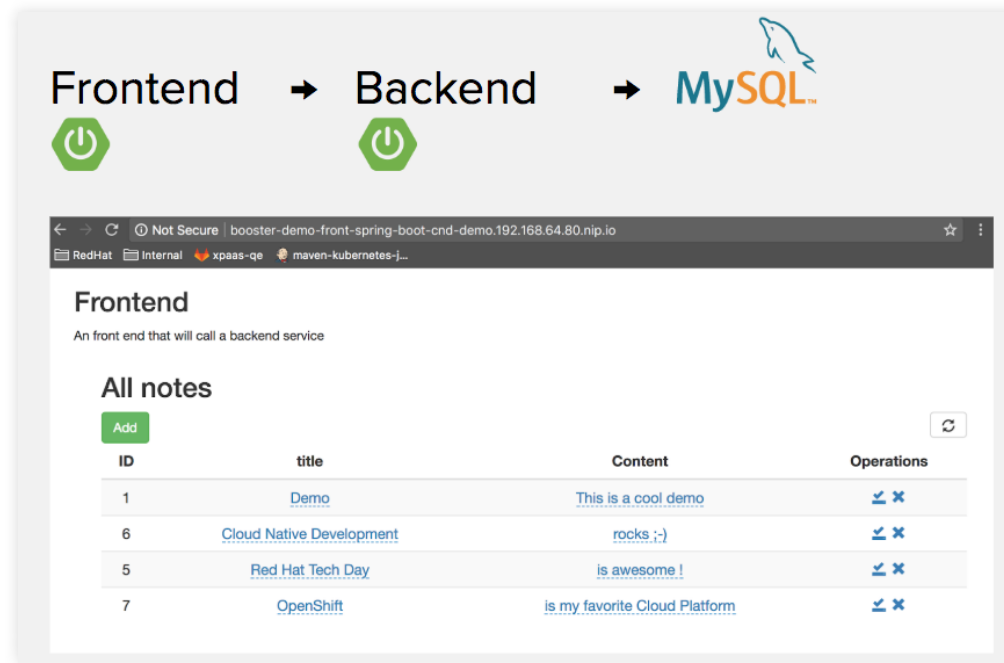 Frontend → Backend → MySQL™
Not Secure | booster-demo-front-spring-boot-cnd-demo.192.168.64.80.nip.io
RedHat Internal xpaas-qe maven-kubernetes-j...
Frontend
An front end that will call a backend service
All notes
Add
ID title Content Operations
1 Demo This is a cool demo
6 Cloud Native Development rocks ;-)
5 Red Hat Tech Day is awesome !
7 OpenShift is my favorite Cloud Platform